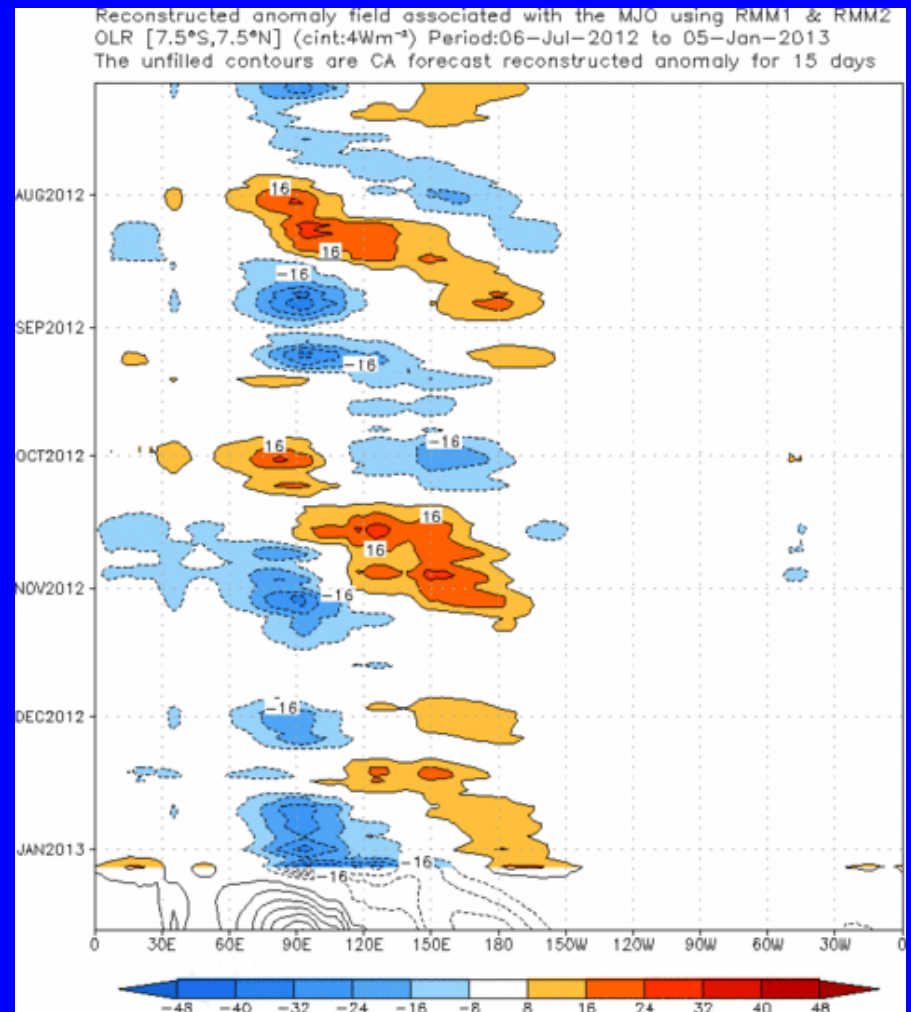 Reconstructed anomaly field associated with the MJO using RMM1 & RMM2
OLR [7.5°S,7.5°N] (cint:4Wm⁻²) Period:06-Jul-2012 to 05-Jan-2013
The unfilled contours are CA forecast reconstructed anomaly for 15 days
AUG2012
16
16
-16
SEP2012
-16
OCT2012
16
-16
16
16
NOV2012
-16
DEC2012
-16
JAN2013
-16
-16
0 30E 60E 90E 120E 150E 180 150W 120W 90W 60W 30W 0
-48 -40 -32 -24 -16 -8 8 16 24 32 40 48